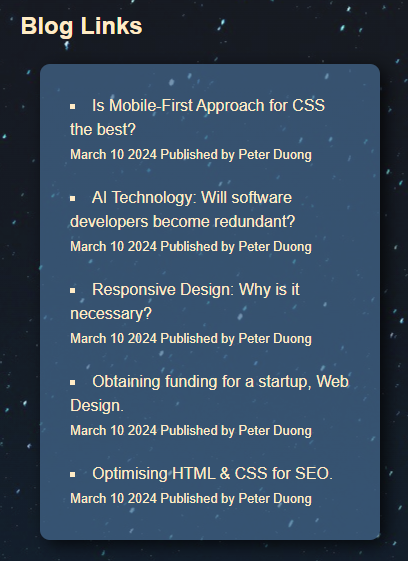 Blog Links
Is Mobile-First Approach for CSS
the best?
March 10 2024 Published by Peter Duong
AI Technology: Will software
developers become redundant?
March 10 2024 Published by Peter Duong
Responsive Design: Why is it
necessary?
March 10 2024 Published by Peter Duong
Obtaining funding for a startup, Web
Design.
March 10 2024 Published by Peter Duong
Optimising HTML & CSS for SEO.
March 10 2024 Published by Peter Duong